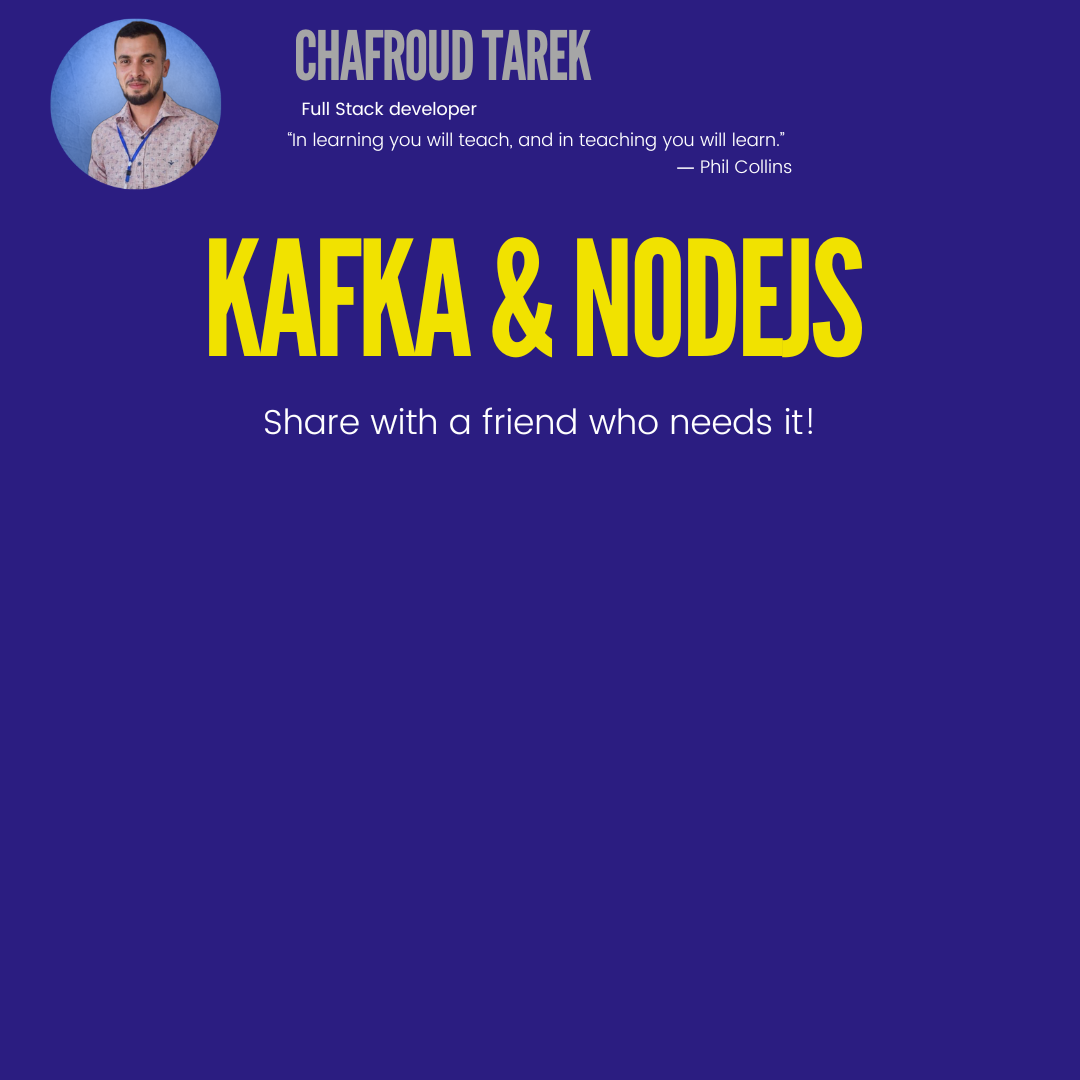 CHAFROUD TAREK
Full Stack developer
“In learning you will teach, and in teaching you will learn.”
― Phil Collins
KAFKA & NODEJS
Share with a friend who needs it!